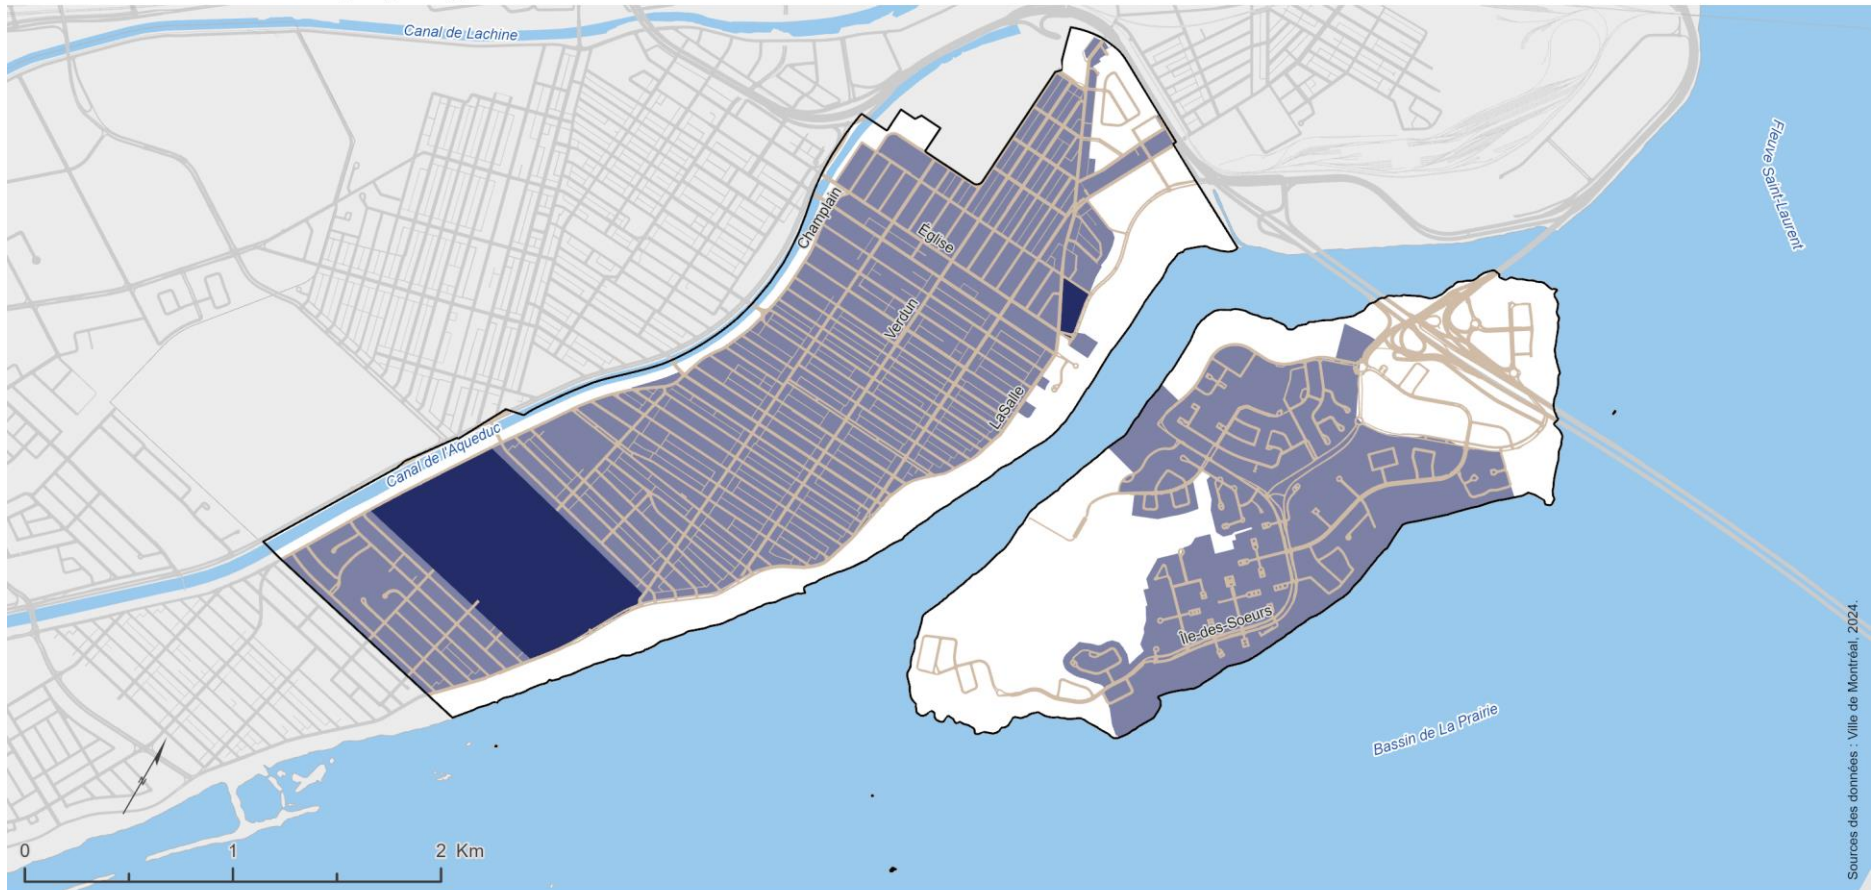 Canal de Lachine
Fleuve Saint-Laurent
Champlain
Église
Verdun
LaSalle
Canal de l'Aqueduc
Île-des-Soeurs
Bassin de La Prairie
N
0 1 2 Km
Sources des données : Ville de Montréal, 2024.